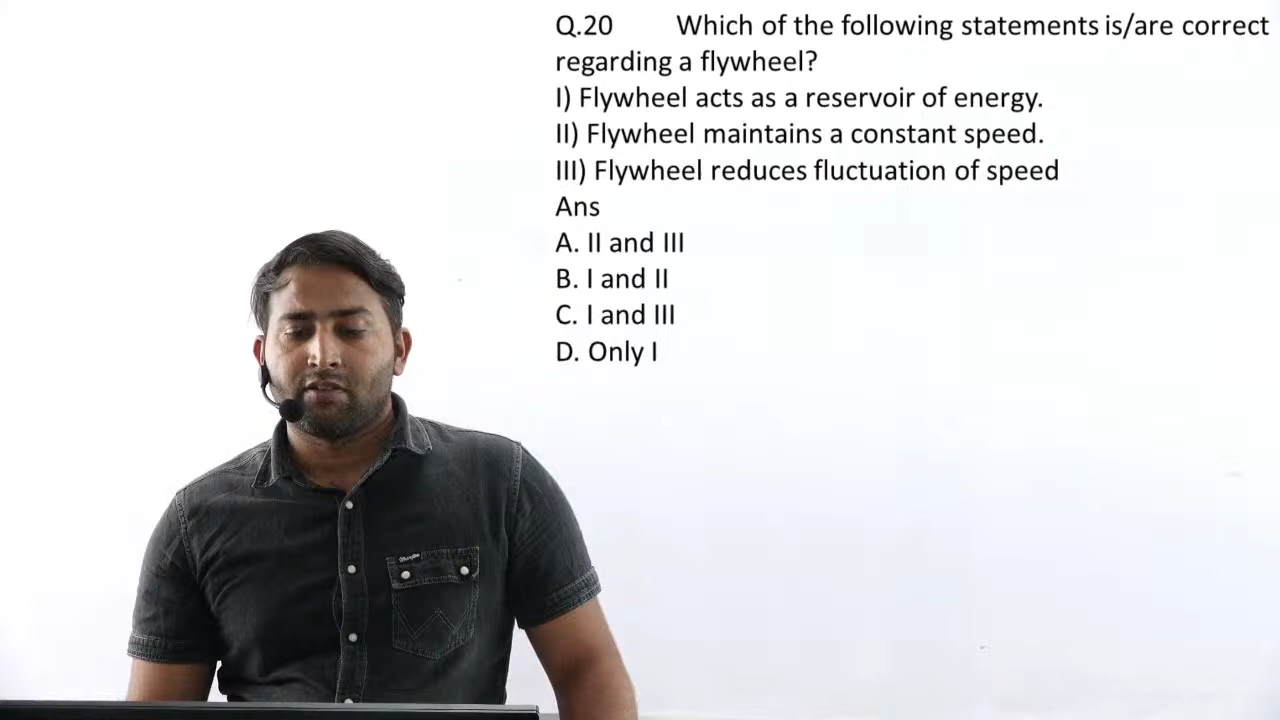 Q.20 Which of the following statements is/are correct
regarding a flywheel?
I) Flywheel acts as a reservoir of energy.
II) Flywheel maintains a constant speed.
III) Flywheel reduces fluctuation of speed
Ans
A. II and III
B. I and II
C. I and III
D. Only I